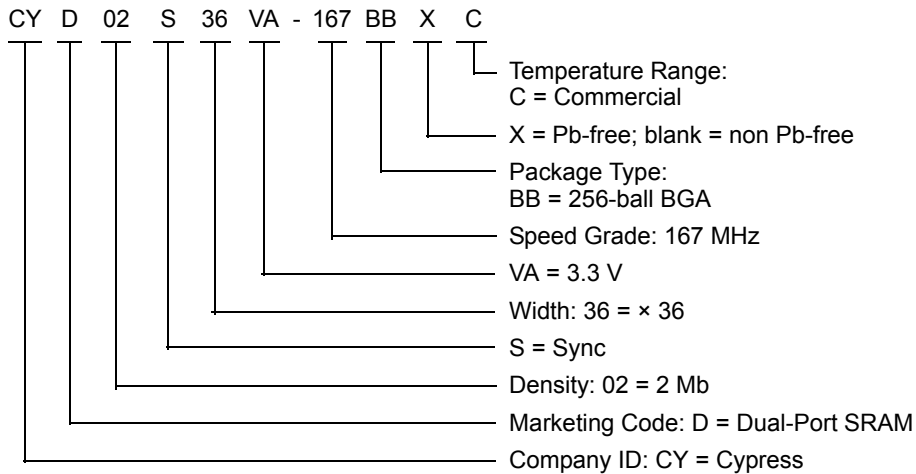 CY D 02 S 36 VA - 167 BB X C
Temperature Range:
C = Commercial
X = Pb-free; blank = non Pb-free
Package Type:
BB = 256-ball BGA
Speed Grade: 167 MHz
VA = 3.3 V
Width: 36 = × 36
S = Sync
Density: 02 = 2 Mb
Marketing Code: D = Dual-Port SRAM
Company ID: CY = Cypress